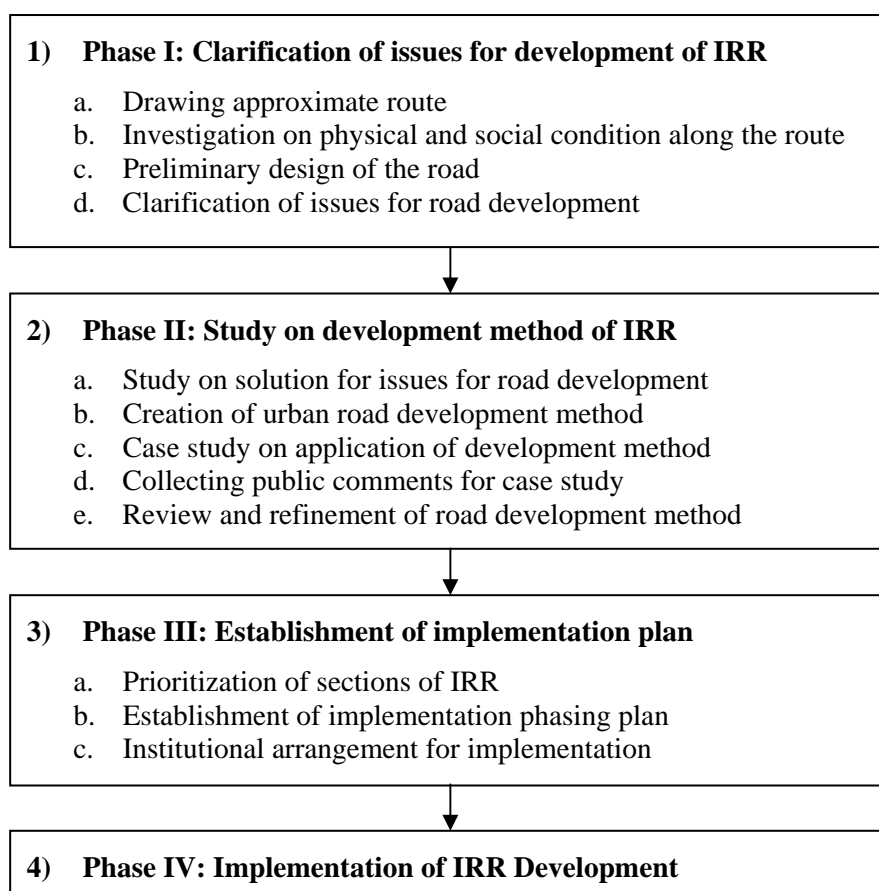 1) Phase I: Clarification of issues for development of IRR
a. Drawing approximate route
b. Investigation on physical and social condition along the route
c. Preliminary design of the road
d. Clarification of issues for road development
2) Phase II: Study on development method of IRR
a. Study on solution for issues for road development
b. Creation of urban road development method
c. Case study on application of development method
d. Collecting public comments for case study
e. Review and refinement of road development method
3) Phase III: Establishment of implementation plan
a. Prioritization of sections of IRR
b. Establishment of implementation phasing plan
c. Institutional arrangement for implementation
4) Phase IV: Implementation of IRR Development